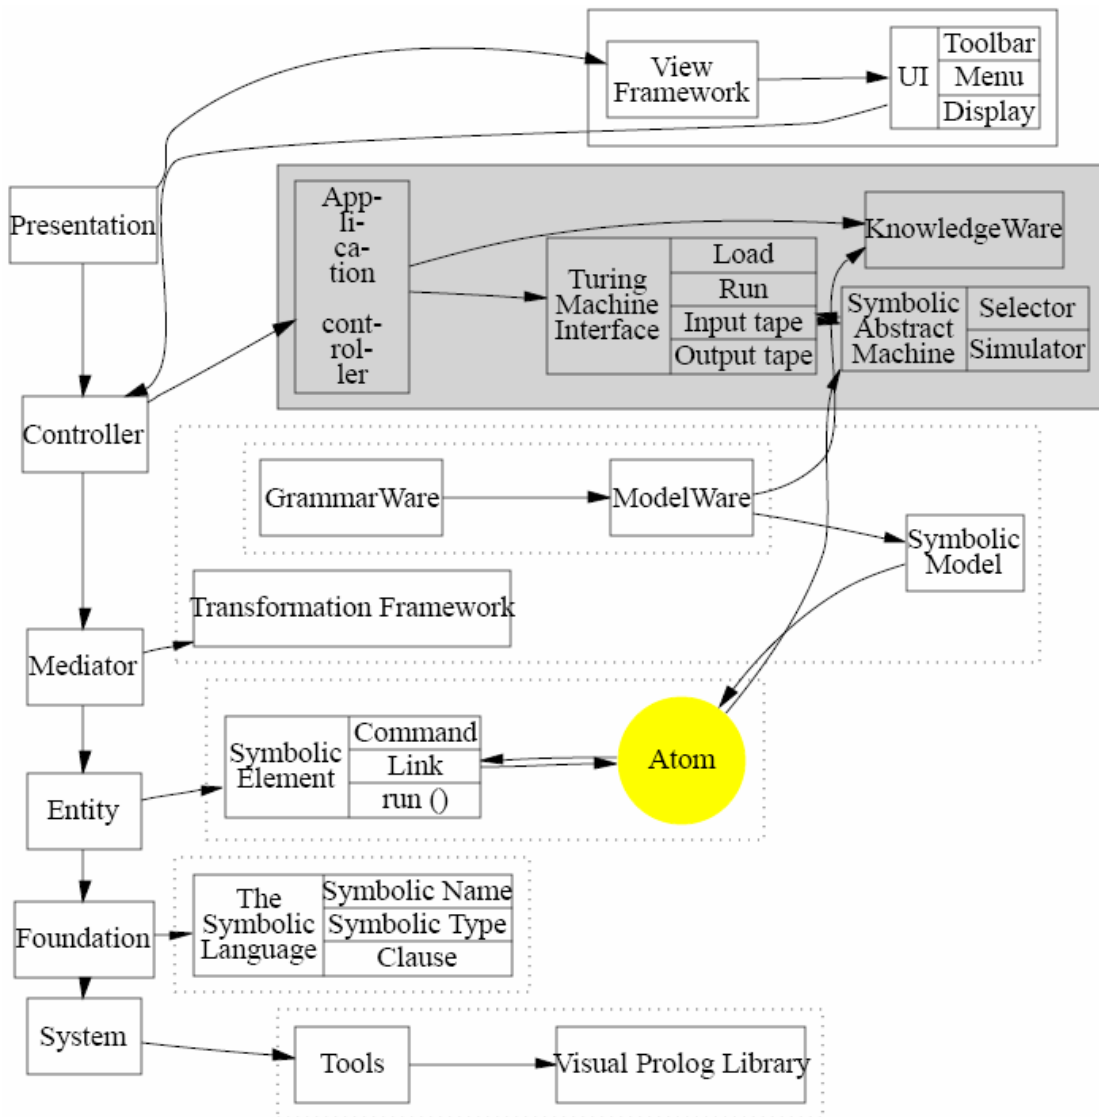 View
Framework
UI
Toolbar
Menu
Display
Presentation
App-
li-
ca-
tion
cont-
rol-
ler
KnowledgeWare
Turing
Machine
Interface
Load
Run
Input tape
Output tape
Symbolic
Abstract
Machine
Selector
Simulator
Controller
GrammarWare
ModelWare
Symbolic
Model
Transformation Framework
Mediator
Symbolic
Element
Command
Link
run ()
Atom
Entity
The
Symbolic
Language
Symbolic Name
Symbolic Type
Clause
Foundation
System
Tools
Visual Prolog Library